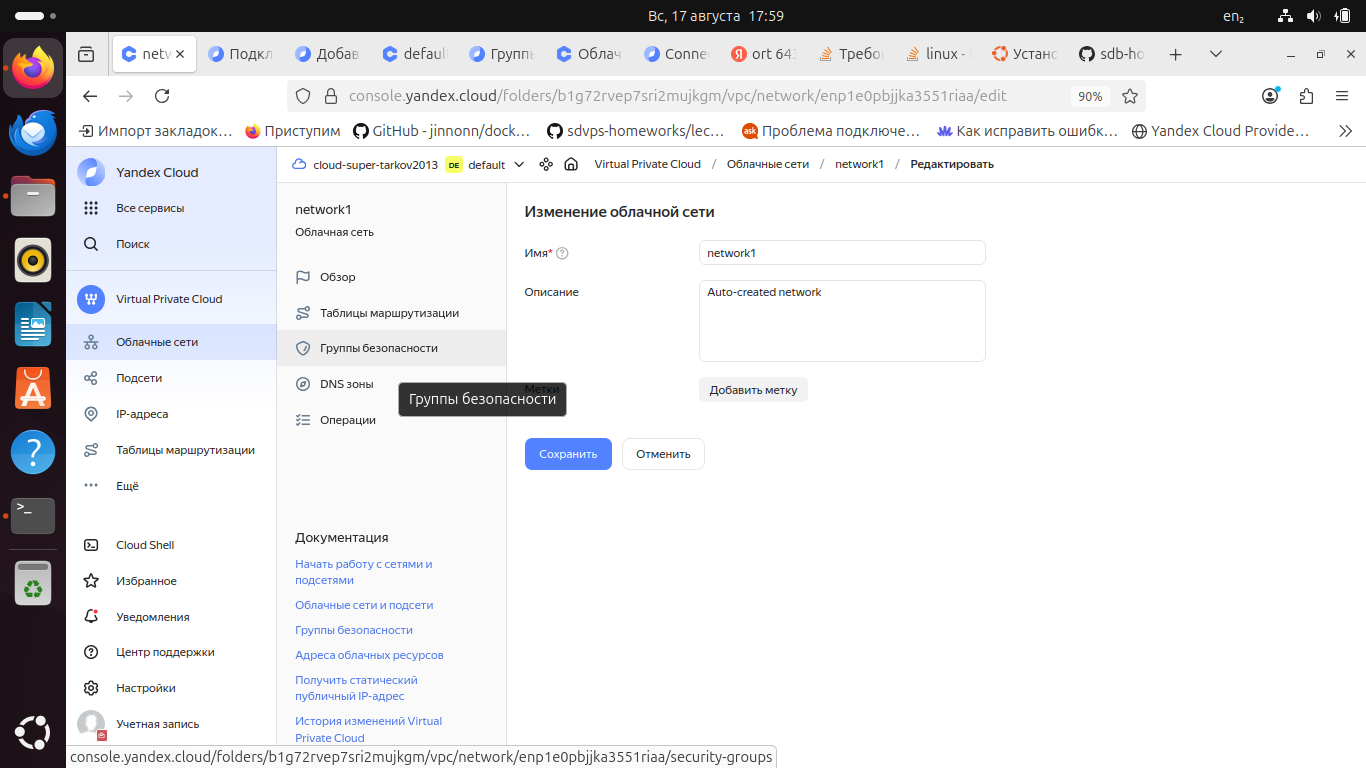 Вс, 17 августа 17:59
en₂
netw
Подкл
Добав
default
Группы
Облач
Connec
ort 643
Требо
linux -
Устано
sdb-ho
console.yandex.cloud/folders/b1g72rvep7sri2mujkgm/vpc/network/enp1e0pbjjka3551riaa/edit
90%
Импорт закладок…
Приступим
GitHub - jinnonn/dock…
sdvps-homeworks/lec…
Проблема подключе…
Как исправить ошибк…
Yandex Cloud Provide…
Yandex Cloud
Все сервисы
Поиск
Virtual Private Cloud
Облачные сети
Подсети
IP-адреса
Таблицы маршрутизации
Ещё
Cloud Shell
Избранное
Уведомления
Центр поддержки
Настройки
Учетная запись
cloud-super-tarkov2013
DE
default
Virtual Private Cloud / Облачные сети / network1 / Редактировать
network1
Облачная сеть
Обзор
Таблицы маршрутизации
Группы безопасности
DNS зоны
Операции
Группы безопасности
Документация
Начать работу с сетями и
подсетями
Облачные сети и подсети
Группы безопасности
Адреса облачных ресурсов
Получить статический
публичный IP-адрес
История изменений Virtual
Private Cloud
Изменение облачной сети
Имя*
network1
Описание
Auto-created network
Метки
Добавить метку
Сохранить
Отменить
console.yandex.cloud/folders/b1g72rvep7sri2mujkgm/vpc/network/enp1e0pbjjka3551riaa/security-groups